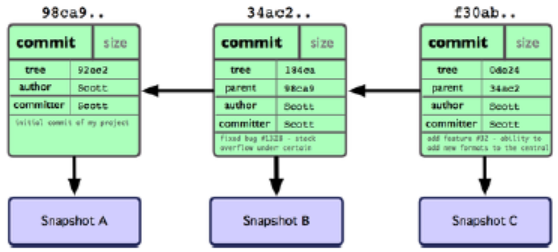 98ca9..
commit size
tree 92ec2
author Scott
committer Scott
initial commit of my project
Snapshot A
34ac2..
commit size
tree 184ca
parent 98ca9
author Scott
committer Scott
fixed bug #1328 - stack
overflow under certain
Snapshot B
f30ab..
commit size
tree 0de24
parent 34ac2
author Scott
committer Scott
add feature #32 - ability to
add new formats to the central
Snapshot C